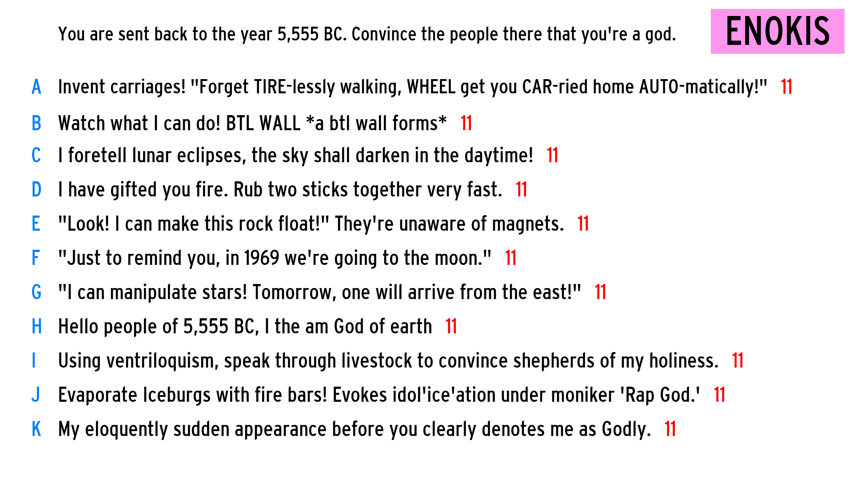 You are sent back to the year 5,555 BC. Convince the people there that you're a god.
ENOKIS
A Invent carriages! "Forget TIRE-lessly walking, WHEEL get you CAR-ried home AUTO-matically!" 11
B Watch what I can do! BTL WALL *a btl wall forms* 11
C I foretell lunar eclipses, the sky shall darken in the daytime! 11
D I have gifted you fire. Rub two sticks together very fast. 11
E "Look! I can make this rock float!" They're unaware of magnets. 11
F "Just to remind you, in 1969 we're going to the moon." 11
G "I can manipulate stars! Tomorrow, one will arrive from the east!" 11
H Hello people of 5,555 BC, I the am God of earth 11
I Using ventriloquism, speak through livestock to convince shepherds of my holiness. 11
J Evaporate Iceburgs with fire bars! Evokes idol'ice'ation under moniker 'Rap God.' 11
K My eloquently sudden appearance before you clearly denotes me as Godly. 11